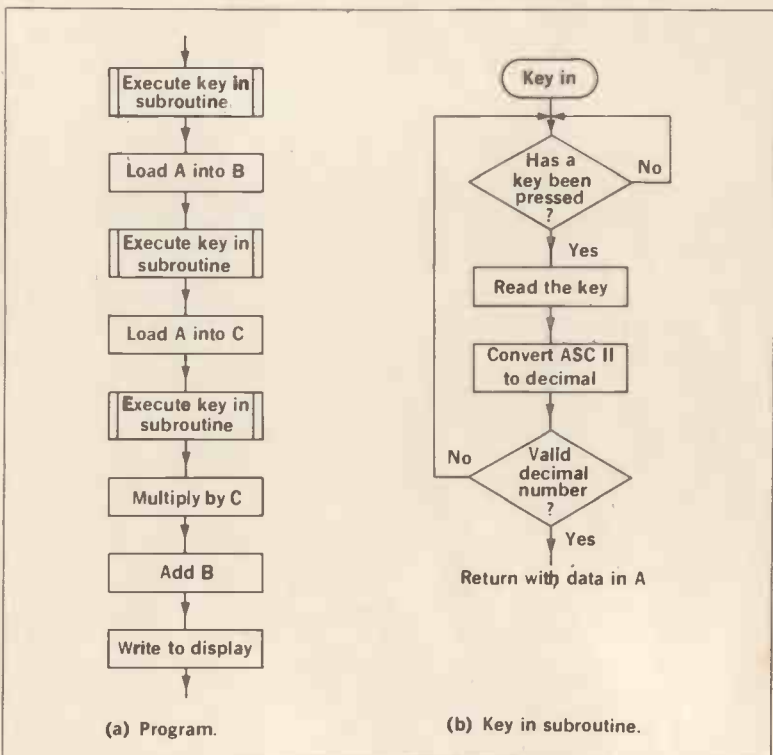 Execute key in
subroutine
Load A into B
Execute key in
subroutine
Load A into C
Execute key in
subroutine
Multiply by C
Add B
Write to display
(a) Program.
Key in
Has a
key been
pressed
?
No
Yes
Read the key
Convert ASC II
to decimal
No
Valid
decimal
number
?
Yes
Return with data in A
(b) Key in subroutine.